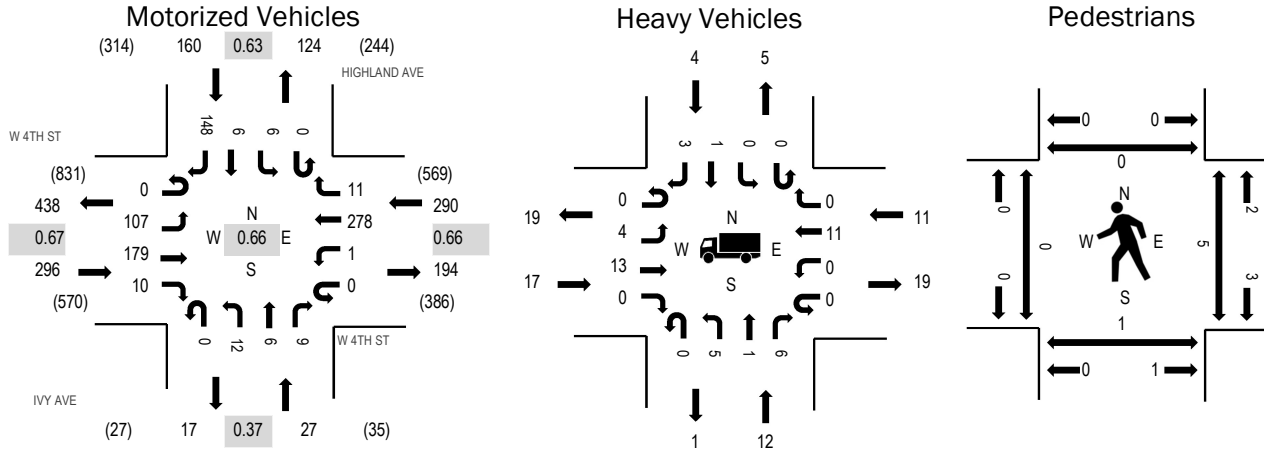 Motorized Vehicles
(314) 160 0.63 124 (244)
HIGHLAND AVE
148 6 6 0
W 4TH ST
(831)
438
0.67
296
(570)
0
107
179
10
N
W 0.66 E
S
11
278
1
0
(569)
290
0.66
194
(386)
0 12 6 9
W 4TH ST
IVY AVE
(27) 17 0.37 27 (35)
Heavy Vehicles
4 5
3 1 0 0
19
17
0
4
13
0
N
W E
S
0
11
0
0
11
19
0 5 1 6
1 12
Pedestrians
0 0
0
0
0
0
N
W E
S
5
2
3
1
0 1